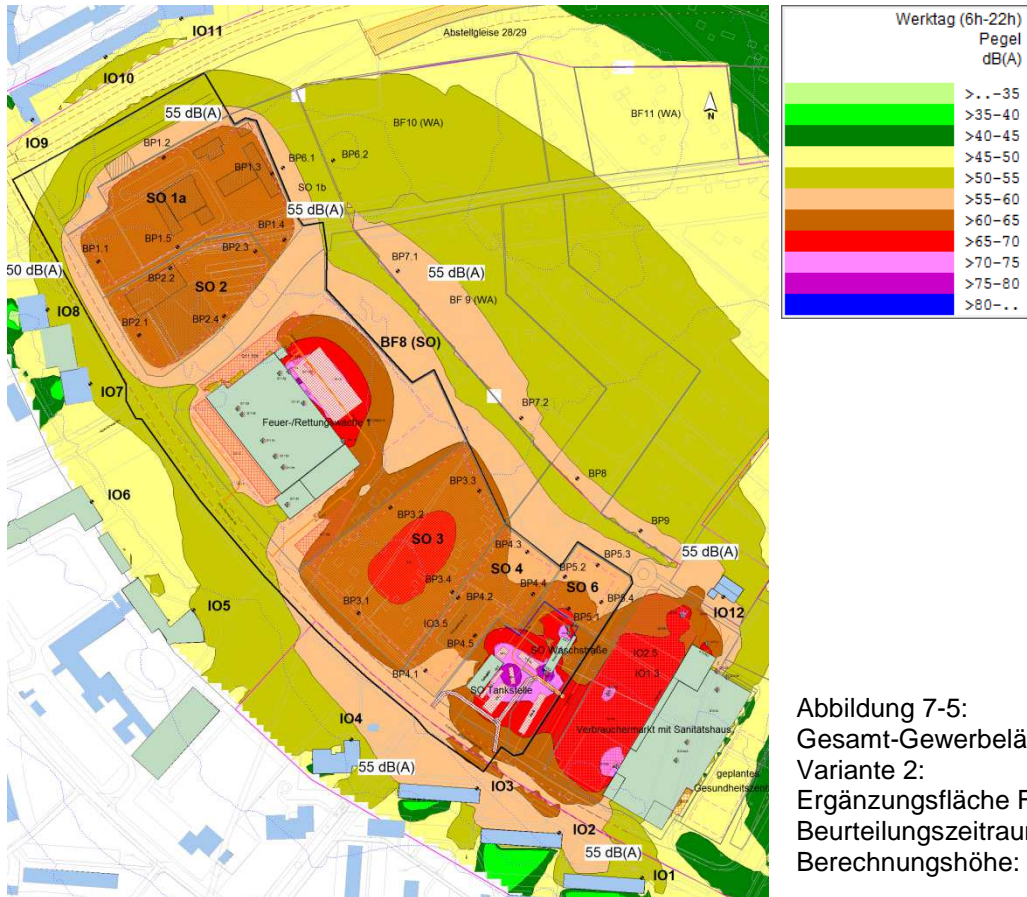 IO11
Abstellgleise 28/29
IO10
55 dB(A)
IO9
BF10 (WA)
BF11 (WA)
N
BP1.2
BP1.3
BP6.1
BP6.2
SO 1b
SO 1a
55 dB(A)
BP1.4
BP1.5
BP2.3
BP1.1
BP2.2
BP7.1
55 dB(A)
50 dB(A)
SO 2
BF 9 (WA)
IO8
BP2.1
BP2.4
BF8 (SO)
IO7
BP7.2
Feuer-/Rettungswache 1
BP8
IO6
BP3.3
BP3.2
BP9
SO 3
BP4.3
BP5.3
55 dB(A)
SO 4
BP5.2
BP3.4
BP4.4
SO 6
IO12
BP4.2
BP5.4
IO5
BP3.1
IO3.5
BP5.1
BP4.5
SO Waschstraße
IO2.5
BP4.1
IO1.3
SO Tankstelle
IO4
Verbrauchermarkt mit Sanitätshaus
55 dB(A)
geplantes
IO3
IO2
55 dB(A)
IO1
Werktag (6h-22h)
Pegel
dB(A)
>..-35
>35-40
>40-45
>45-50
>50-55
>55-60
>60-65
>65-70
>70-75
>75-80
>80-..
Abbildung 7-5:
Gesamt-Gewerbelä
Variante 2:
Ergänzungsfläche F
Beurteilungszeitraum
Berechnungshöhe: